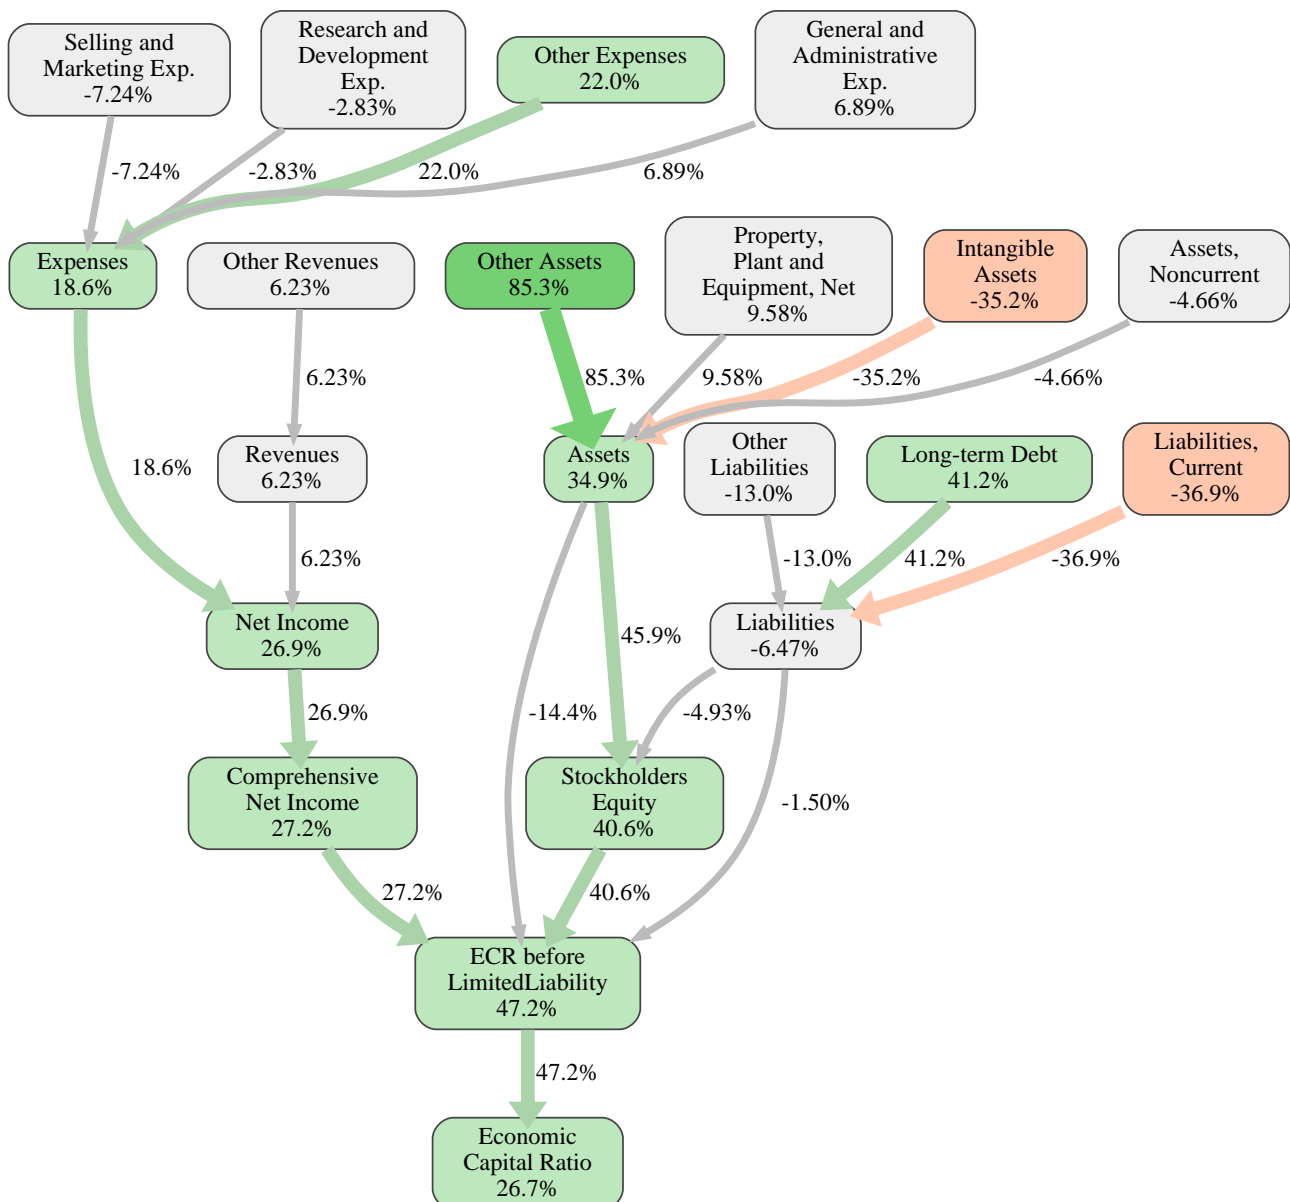 Selling and
Marketing Exp.
-7.24%
Research and
Development
Exp.
-2.83%
Other Expenses
22.0%
General and
Administrative
Exp.
6.89%
-7.24%
-2.83%
22.0%
6.89%
Expenses
18.6%
Other Revenues
6.23%
Other Assets
85.3%
Property,
Plant and
Equipment, Net
9.58%
Intangible
Assets
-35.2%
Assets,
Noncurrent
-4.66%
6.23%
85.3%
9.58%
-35.2%
-4.66%
18.6%
Revenues
6.23%
Assets
34.9%
Other
Liabilities
-13.0%
Long-term Debt
41.2%
Liabilities,
Current
-36.9%
6.23%
-13.0%
41.2%
-36.9%
Net Income
26.9%
45.9%
Liabilities
-6.47%
26.9%
-14.4%
-4.93%
Comprehensive
Net Income
27.2%
Stockholders
Equity
40.6%
-1.50%
27.2%
40.6%
ECR before
LimitedLiability
47.2%
47.2%
Economic
Capital Ratio
26.7%